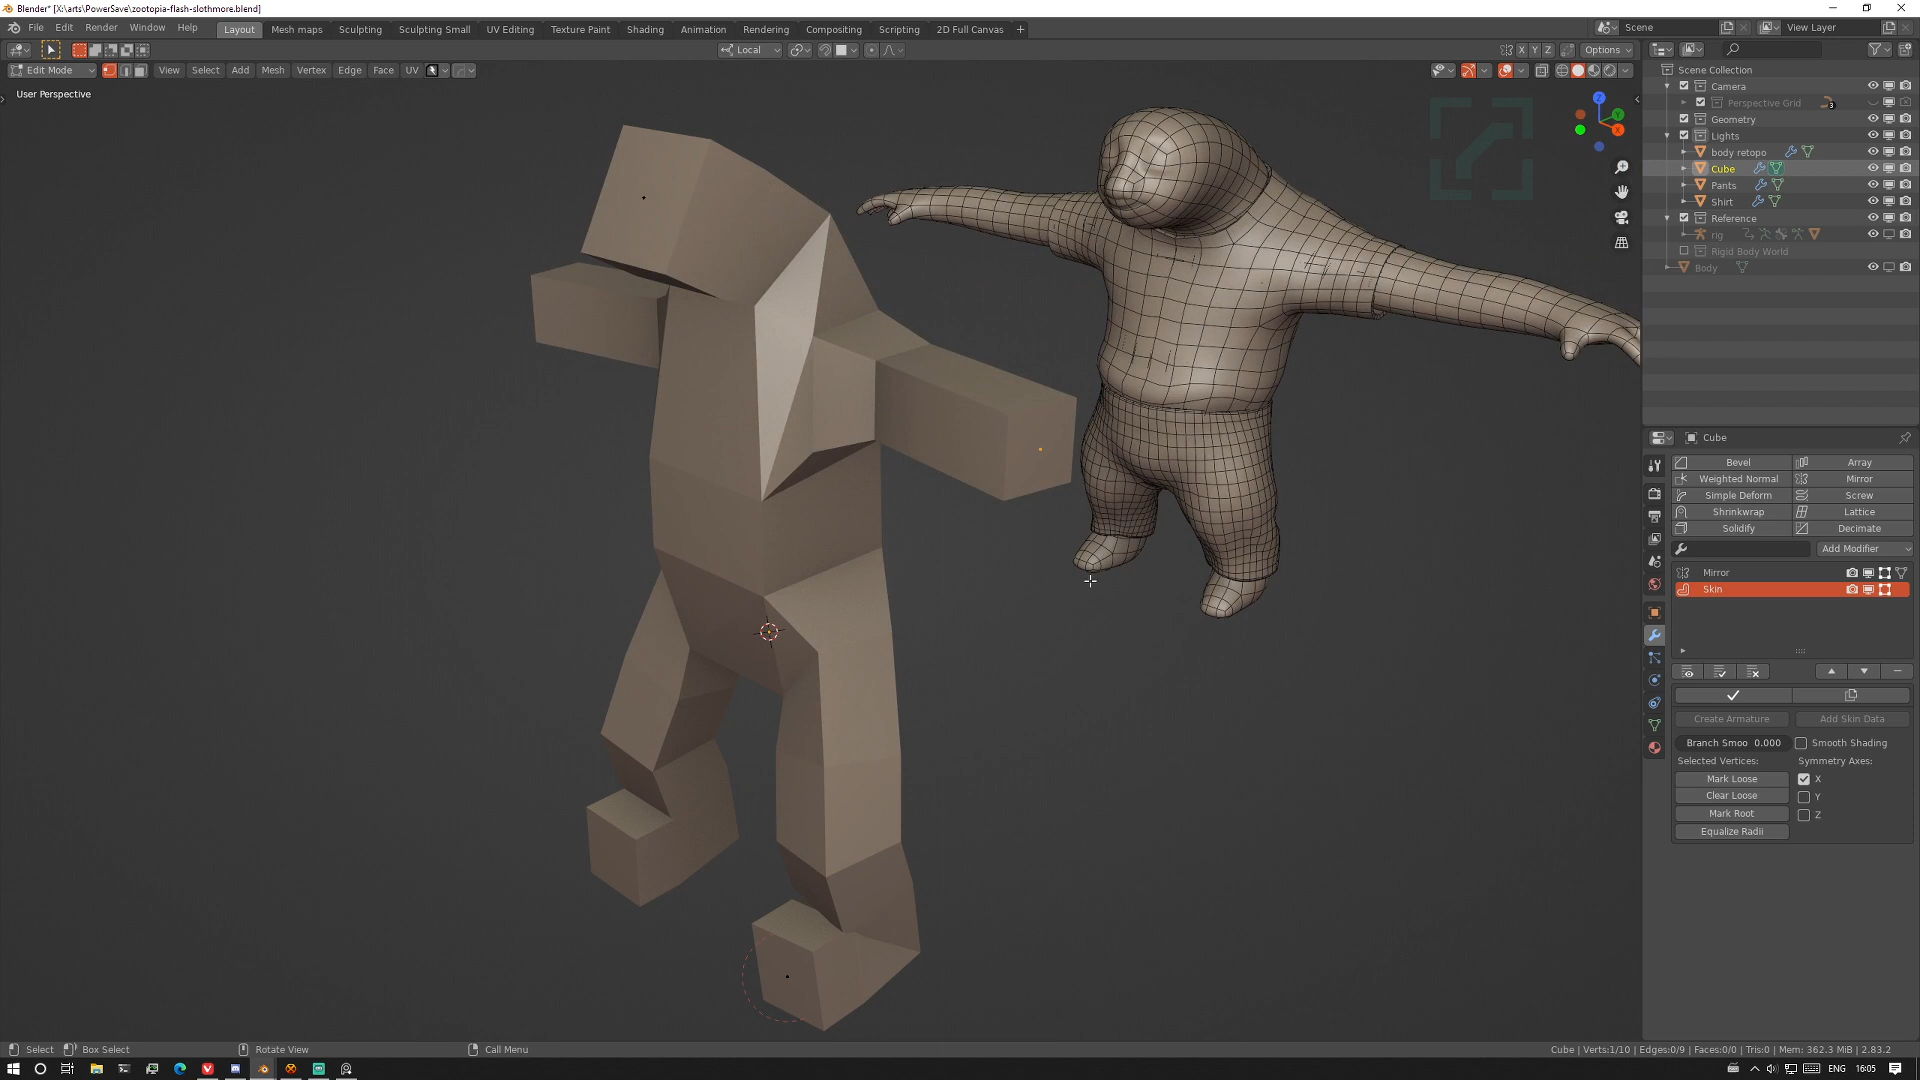 Blender* [X:\arts\PowerSave\zootopia-flash-slothmore.blend]
File Edit Render Window Help Layout Mesh maps Sculpting Sculpting Small UV Editing Texture Paint Shading Animation Rendering Compositing Scripting 2D Full Canvas + Scene View Layer
Local X Y Z Options
Edit Mode View Select Add Mesh Vertex Edge Face UV
User Perspective
Z
Y
X
Scene Collection
Camera
Perspective Grid 3
Geometry
Lights
body retopo
Cube
Pants
Shirt
Reference
rig
Rigid Body World
Body
Cube
Bevel Array
Weighted Normal Mirror
Simple Deform Screw
Shrinkwrap Lattice
Solidify Decimate
Add Modifier
Mirror
Skin
Create Armature Add Skin Data
Branch Smoo 0.000 Smooth Shading
Selected Vertices: Symmetry Axes:
Mark Loose X
Clear Loose Y
Mark Root Z
Equalize Radii
Select Box Select Rotate View Call Menu Cube | Verts:1/10 | Edges:0/9 | Faces:0/0 | Tris:0 | Mem: 362.3 MiB | 2.83.2
ENG 16:05